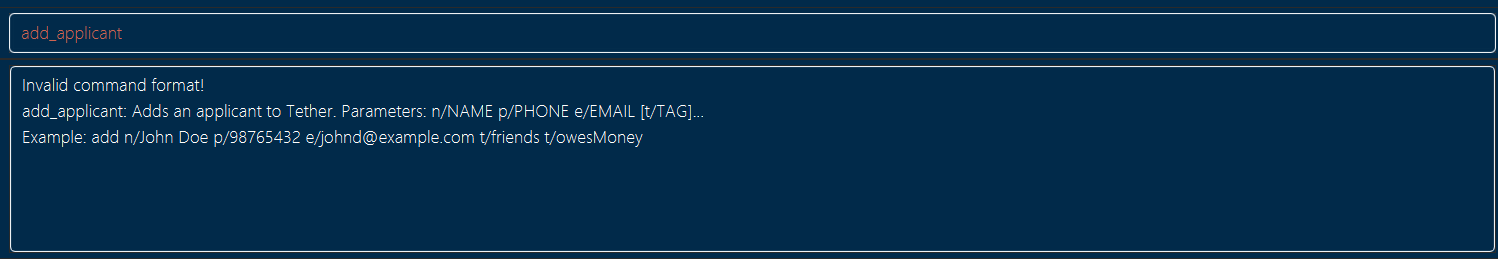 add_applicant
Invalid command format!
add_applicant: Adds an applicant to Tether. Parameters: n/NAME p/PHONE e/EMAIL [t/TAG]...
Example: add n/John Doe p/98765432 e/johnd@example.com t/friends t/owesMoney